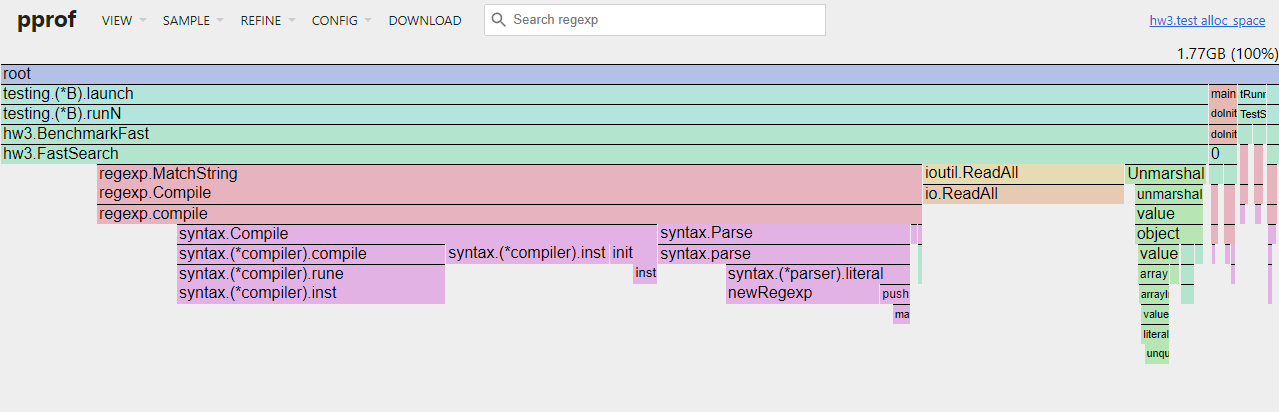 pprof VIEW SAMPLE REFINE CONFIG DOWNLOAD Search regexp hw3.test alloc_space
1.77GB (100%)
root
testing.(*B).launch main tRunr
testing.(*B).runN doInit TestS
hw3.BenchmarkFast doInit
hw3.FastSearch 0
regexp.MatchString ioutil.ReadAll Unmarshal
regexp.Compile io.ReadAll unmarshal
regexp.compile value
syntax.Compile syntax.Parse object
syntax.(*compiler).compile syntax.(*compiler).inst init syntax.parse value
syntax.(*compiler).rune inst syntax.(*parser).literal array
syntax.(*compiler).inst newRegexp push arrayI
ma value
literal
unqu